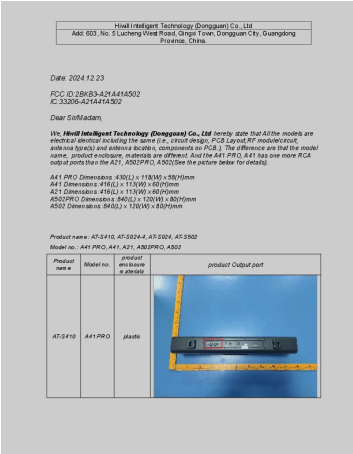 Hiwill Intelligent Technology (Dongguan) Co., Ltd
Add: 603, No. 5 Lucheng West Road, Qingxi Town, Dongguan City, Guangdong
Province, China.
Date: 2024.12.23
FCC ID:2BKB3-A21A41A502
IC:33206-A21A41A502
Dear Sir/Madam,
We, Hiwill Intelligent Technology (Dongguan) Co., Ltd hereby state that All the models are
electrical identical including the same (i.e., circuit design, PCB Layout,RF module/circuit,
antenna type(s) and antenna location, components on PCB.), The difference are that the model
name, product enclosure, materials are different. And the A41 PRO, A41 has one more RCA
output ports than the A21, A502PRO, A502(See the picture below for details).
A41 PRO Dimensions :430(L) x 118(W) x 58(H)mm
A41 Dimensions :416(L) x 113(W) x 60(H)mm
A21 Dimensions :416(L) x 113(W) x 60(H)mm
A502PRO Dimensions :840(L) x 120(W) x 80(H)mm
A502 Dimensions :840(L) x 120(W) x 80(H)mm
Product name : AT-S410, AT-S024-4, AT-S024, AT-S502
Model no.: A41 PRO, A41, A21, A502PRO, A502
Product name
Model no.
product enclosure materials
product Output port
AT-S410
A41 PRO
plastic